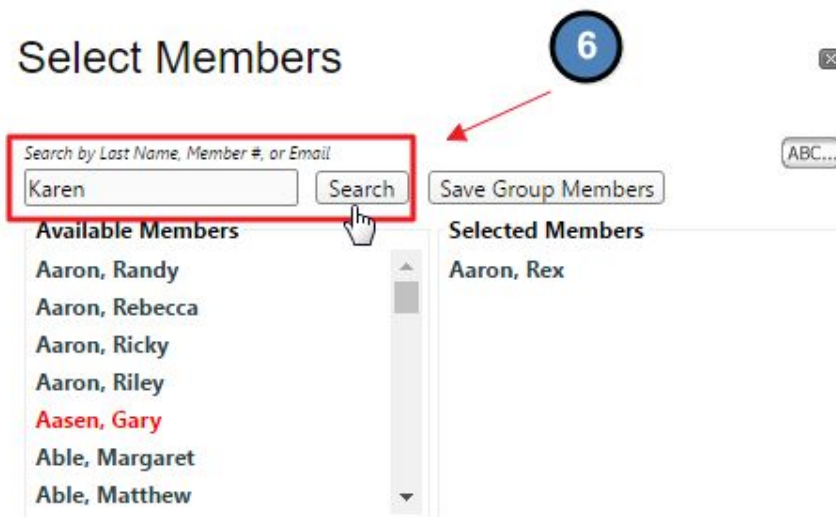 Select Members
6
Search by Last Name, Member #, or Email
ABC...
Karen Search Save Group Members
Available Members Selected Members
Aaron, Randy Aaron, Rex
Aaron, Rebecca
Aaron, Ricky
Aaron, Riley
Aasen, Gary
Able, Margaret
Able, Matthew